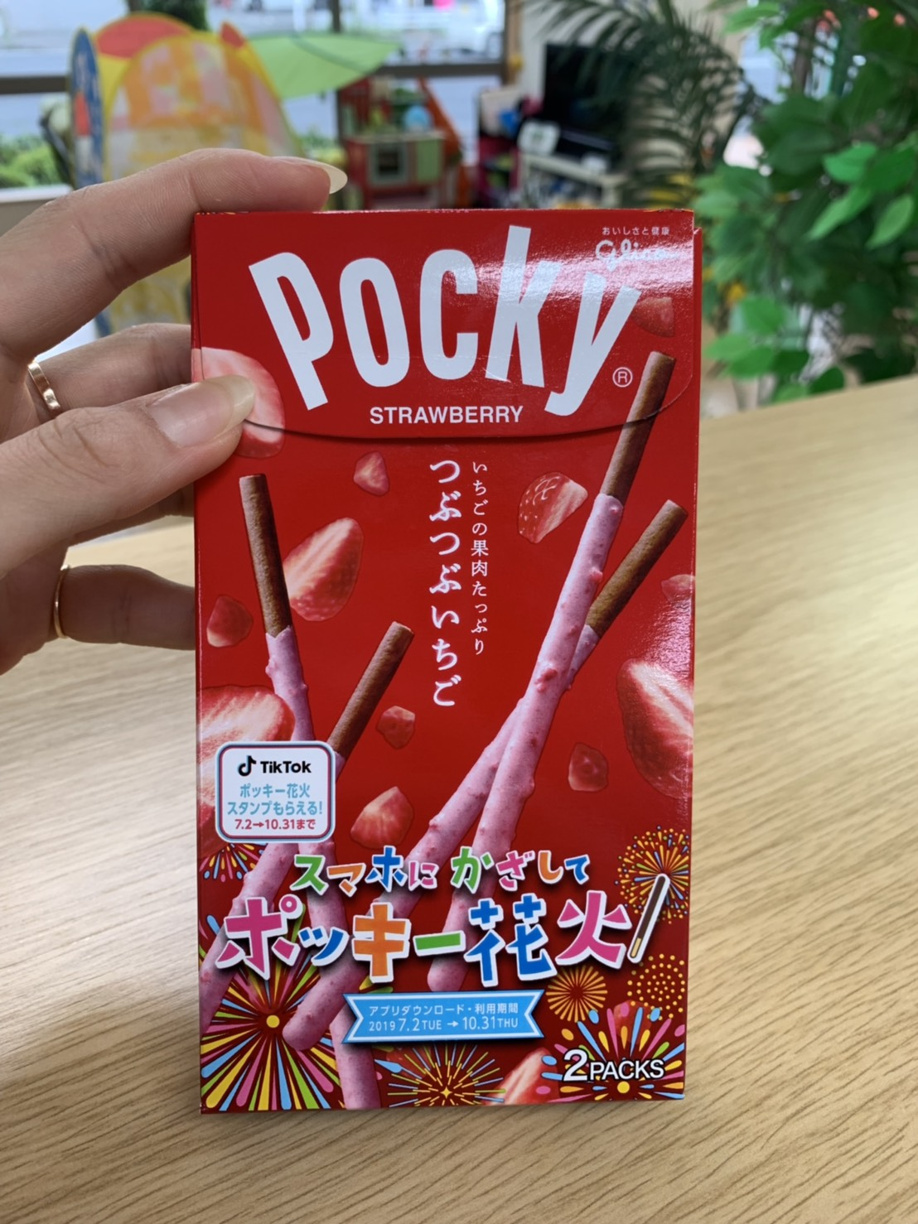 おいしさと健康
Glico
Pocky
®
STRAWBERRY
いちごの果肉たっぷり
つぶつぶいちご
TikTok
ポッキー花火
スタンプもらえる!
7.2→10.31まで
スマホにかざして
ポッキー花火
アプリダウンロード・利用期間
2019 7.2TUE → 10.31THU
2PACKS